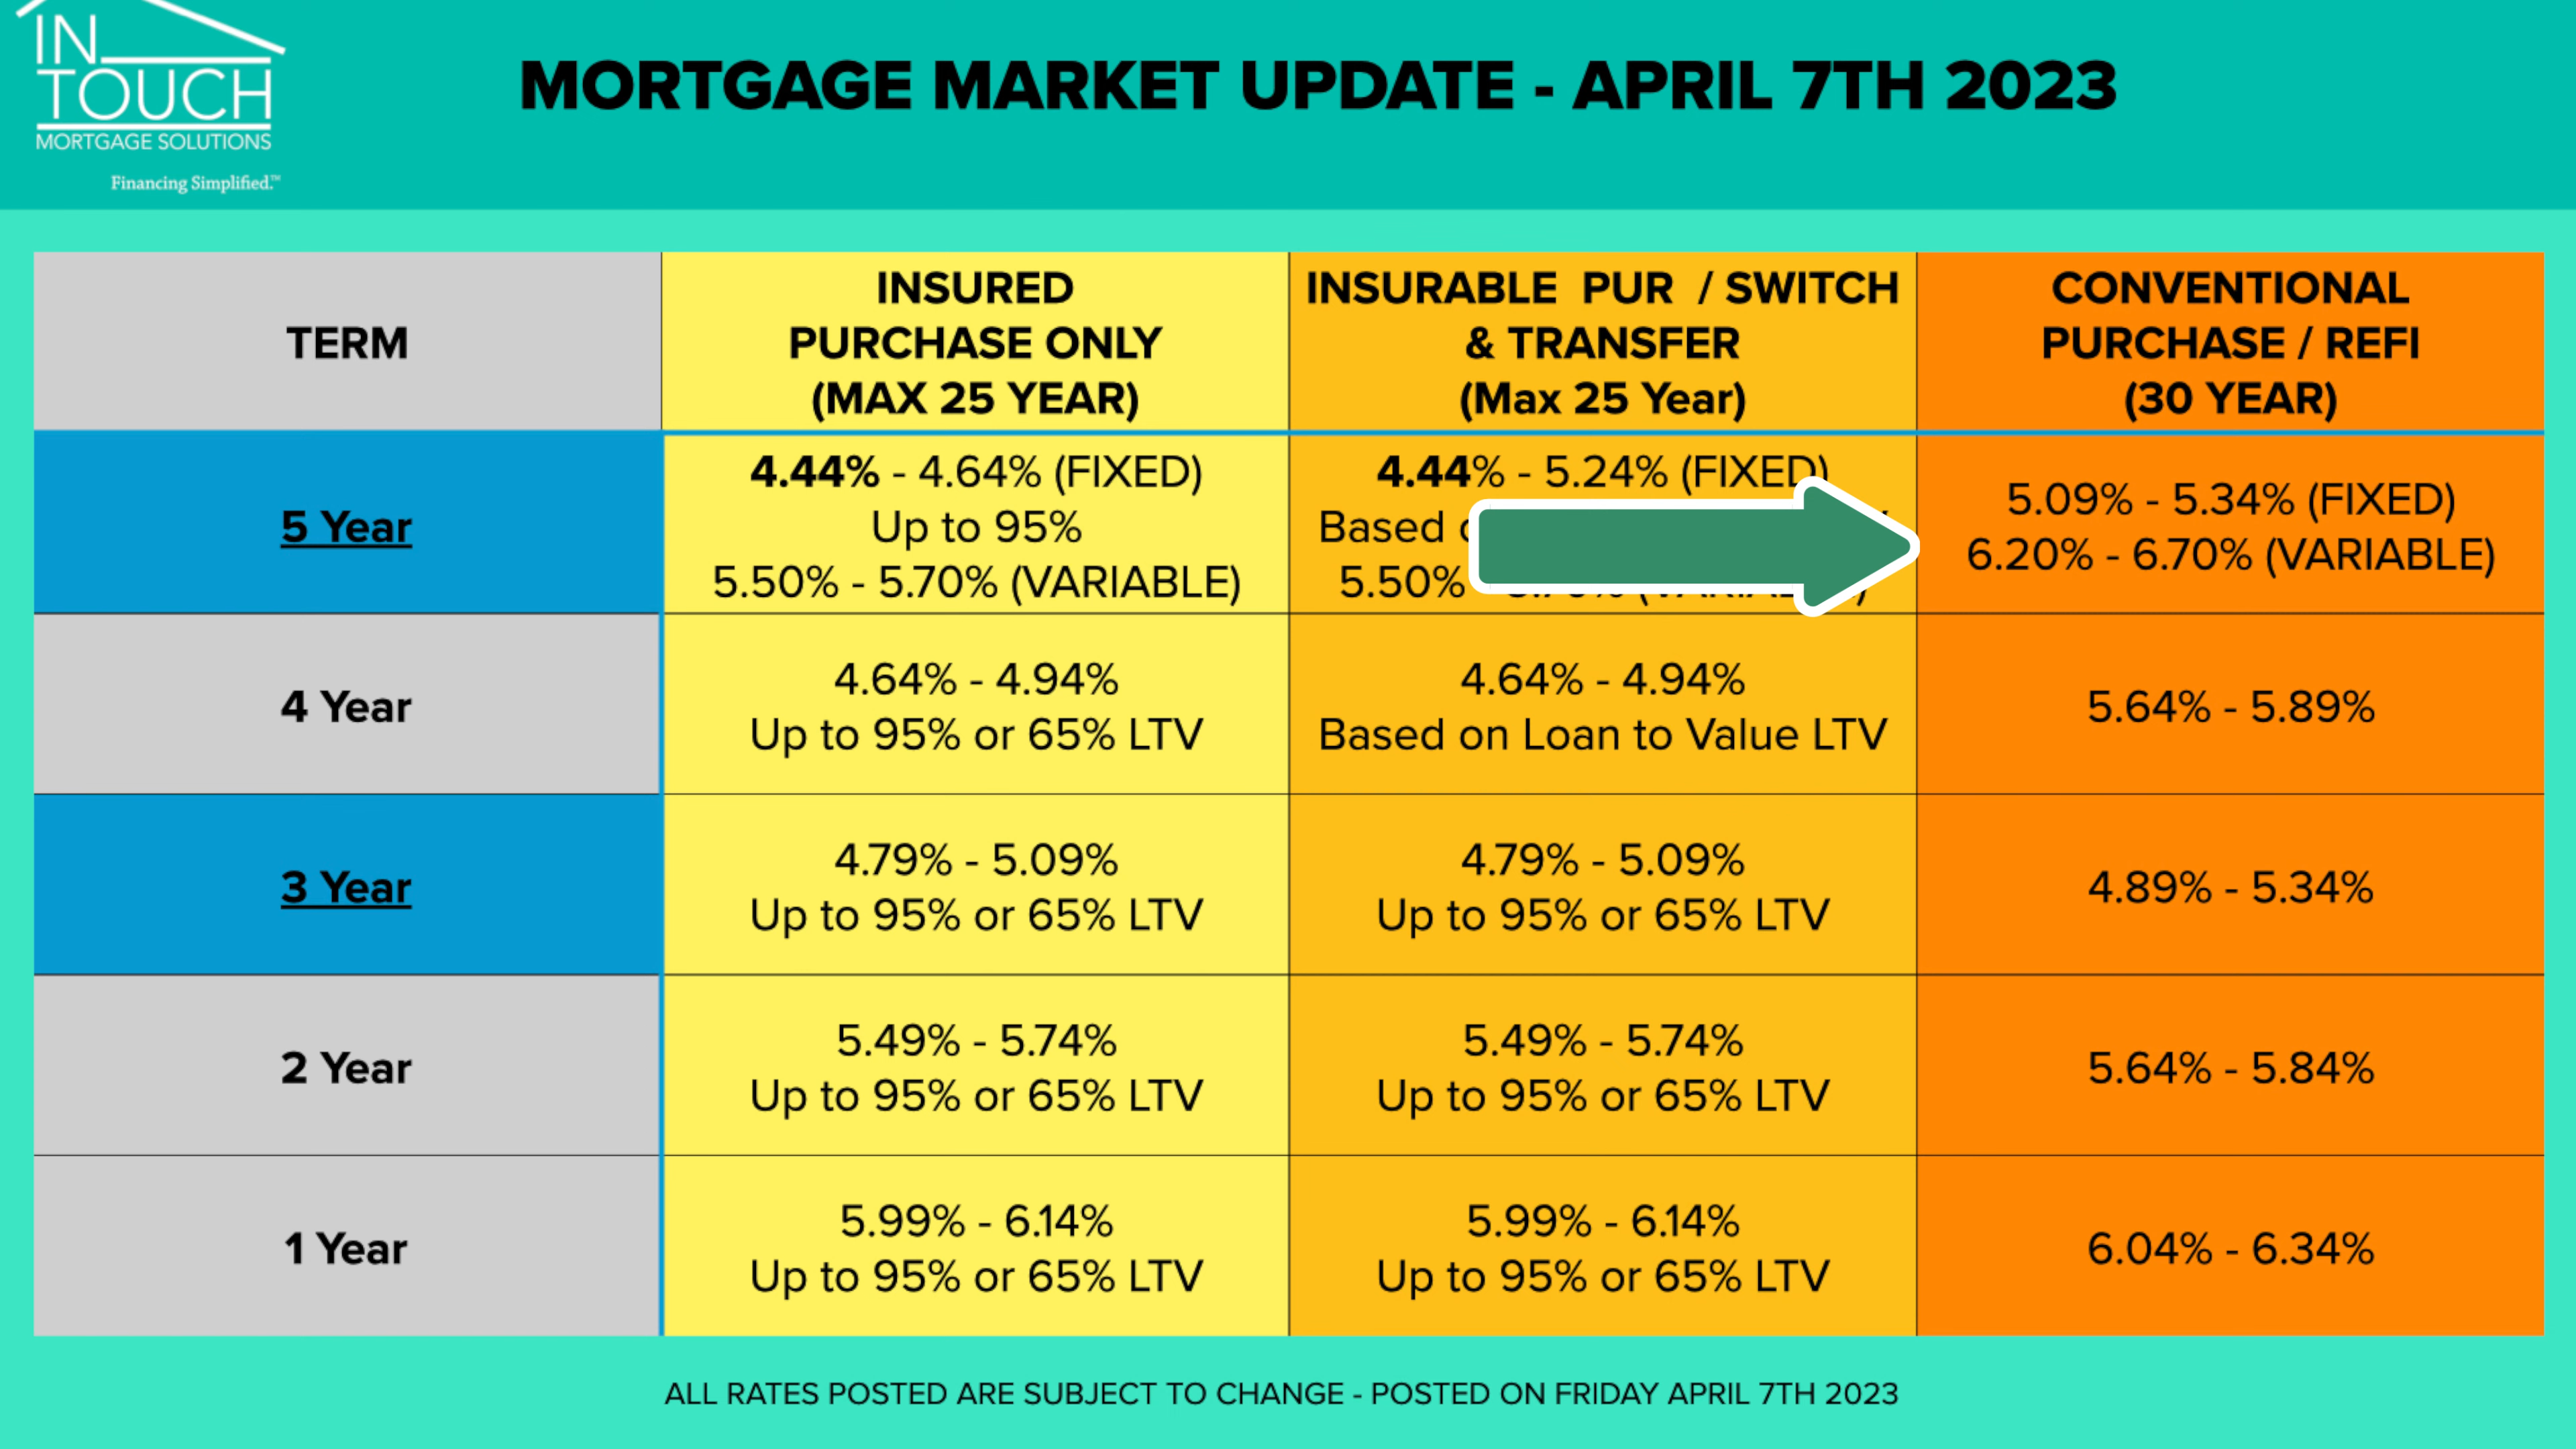 IN
TOUCH
MORTGAGE SOLUTIONS
Financing Simplified.™
MORTGAGE MARKET UPDATE - APRIL 7TH 2023
TERM
INSURED
PURCHASE ONLY
(MAX 25 YEAR)
INSURABLE PUR / SWITCH
& TRANSFER
(Max 25 Year)
CONVENTIONAL
PURCHASE / REFI
(30 YEAR)
5 Year
4.44% - 4.64% (FIXED)
Up to 95%
5.50% - 5.70% (VARIABLE)
4.44% - 5.24% (FIXED)
Based
5.50%
5.09% - 5.34% (FIXED)
6.20% - 6.70% (VARIABLE)
4 Year
4.64% - 4.94%
Up to 95% or 65% LTV
4.64% - 4.94%
Based on Loan to Value LTV
5.64% - 5.89%
3 Year
4.79% - 5.09%
Up to 95% or 65% LTV
4.79% - 5.09%
Up to 95% or 65% LTV
4.89% - 5.34%
2 Year
5.49% - 5.74%
Up to 95% or 65% LTV
5.49% - 5.74%
Up to 95% or 65% LTV
5.64% - 5.84%
1 Year
5.99% - 6.14%
Up to 95% or 65% LTV
5.99% - 6.14%
Up to 95% or 65% LTV
6.04% - 6.34%
ALL RATES POSTED ARE SUBJECT TO CHANGE - POSTED ON FRIDAY APRIL 7TH 2023